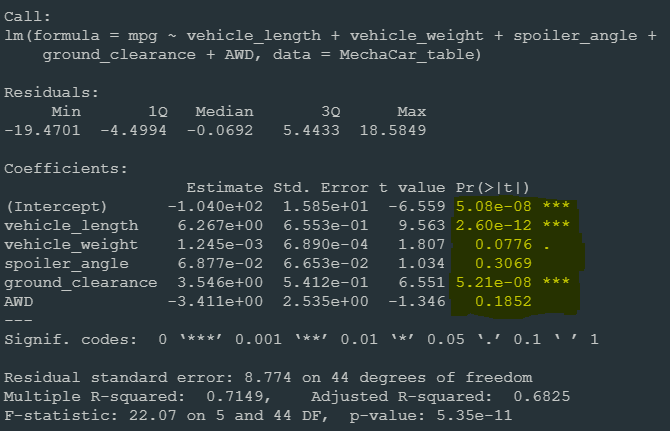 Call:
lm(formula = mpg ~ vehicle_length + vehicle_weight + spoiler_angle +
    ground_clearance + AWD, data = MechaCar_table)

Residuals:
     Min       1Q   Median       3Q      Max
-19.4701  -4.4994  -0.0692   5.4433  18.5849

Coefficients:
                   Estimate Std. Error t value Pr(>|t|)
(Intercept)      -1.040e+02  1.585e+01  -6.559 5.08e-08 ***
vehicle_length    6.267e+00  6.553e-01   9.563 2.60e-12 ***
vehicle_weight    1.245e-03  6.890e-04   1.807   0.0776 .
spoiler_angle     6.877e-02  6.653e-02   1.034   0.3069
ground_clearance  3.546e+00  5.412e-01   6.551 5.21e-08 ***
AWD              -3.411e+00  2.535e+00  -1.346   0.1852
---
Signif. codes:  0 ‘***’ 0.001 ‘**’ 0.01 ‘*’ 0.05 ‘.’ 0.1 ‘ ’ 1

Residual standard error: 8.774 on 44 degrees of freedom
Multiple R-squared:  0.7149,    Adjusted R-squared:  0.6825
F-statistic: 22.07 on 5 and 44 DF,  p-value: 5.35e-11